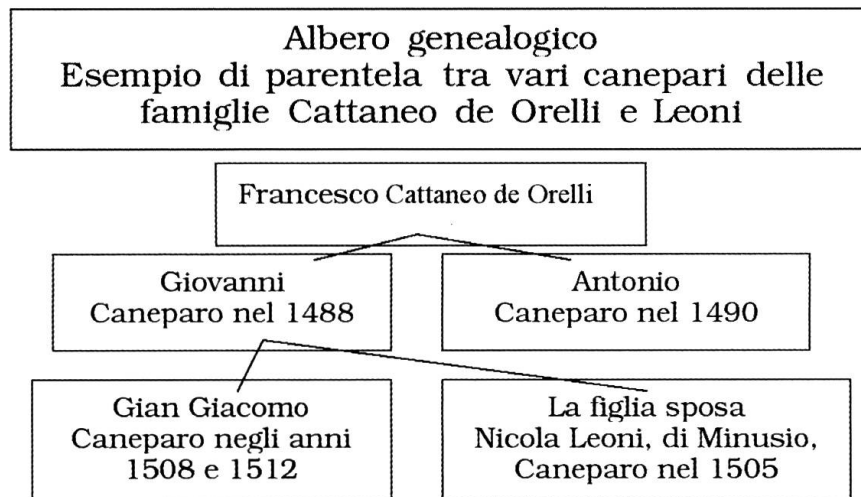 Albero genealogico
Esempio di parentela tra vari canepari delle
famiglie Cattaneo de Orelli e Leoni
Francesco Cattaneo de Orelli
Giovanni
Caneparo nel 1488
Antonio
Caneparo nel 1490
Gian Giacomo
Caneparo negli anni
1508 e 1512
La figlia sposa
Nicola Leoni, di Minusio,
Caneparo nel 1505